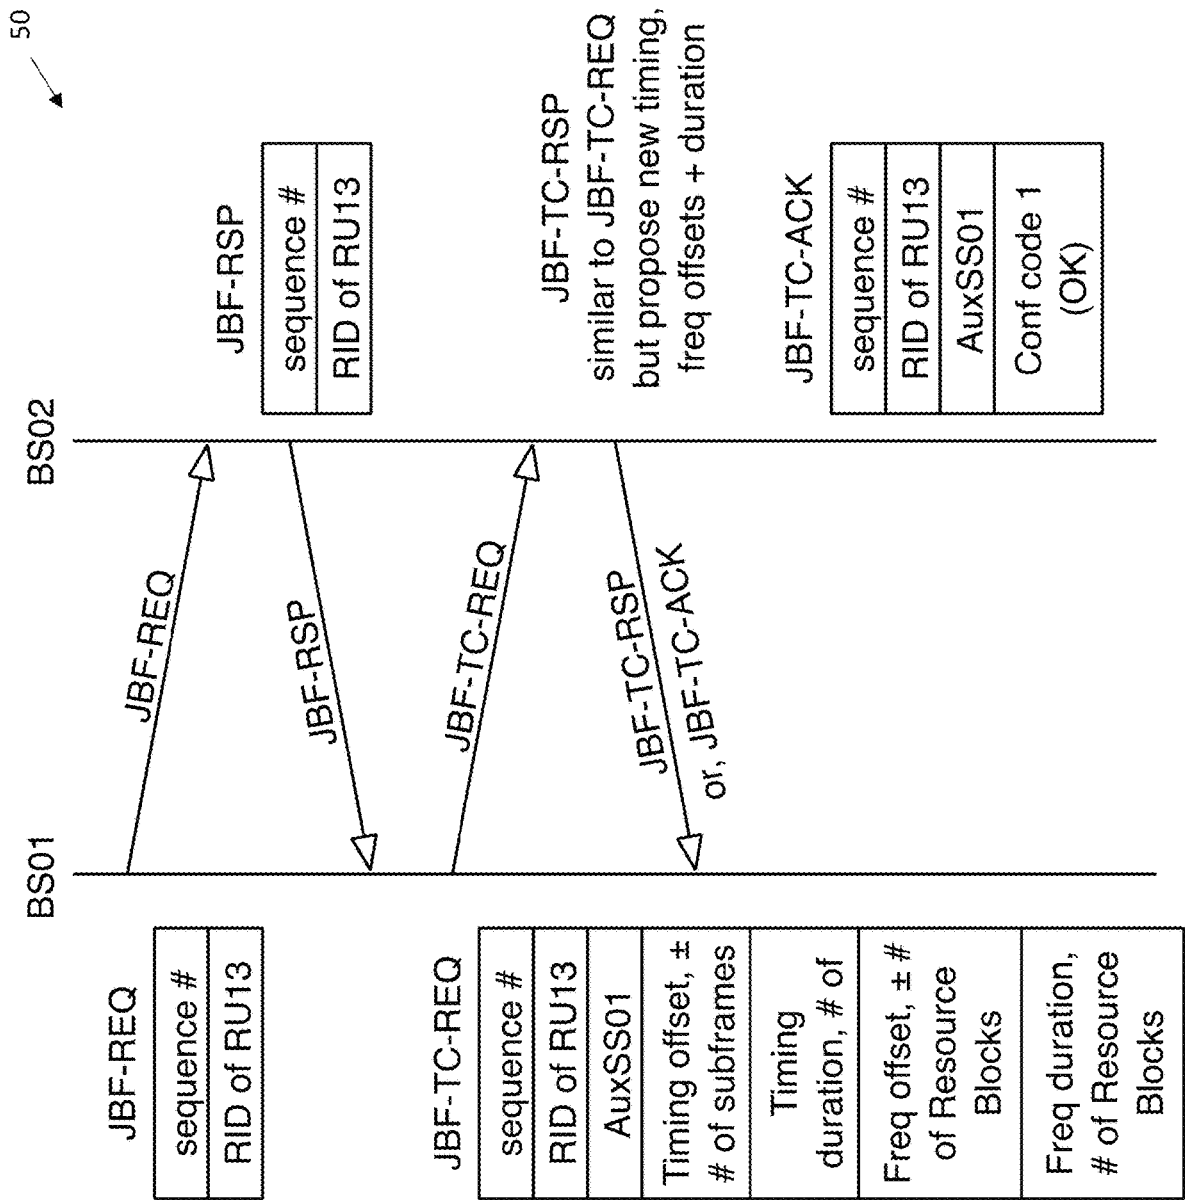 50
BS01
BS02
JBF-REQ
sequence #
RID of RU13
JBF-REQ
JBF-RSP
sequence #
RID of RU13
JBF-RSP
JBF-TC-REQ
sequence #
RID of RU13
AuxSS01
Timing offset, ±
# of subframes
Timing
duration, # of
Freq offset, ± #
of Resource
Blocks
Freq duration,
# of Resource
Blocks
JBF-TC-REQ
JBF-TC-RSP
or, JBF-TC-ACK
JBF-TC-RSP
similar to JBF-TC-REQ
but propose new timing,
freq offsets + duration
JBF-TC-ACK
sequence #
RID of RU13
AuxSS01
Conf code 1
(OK)